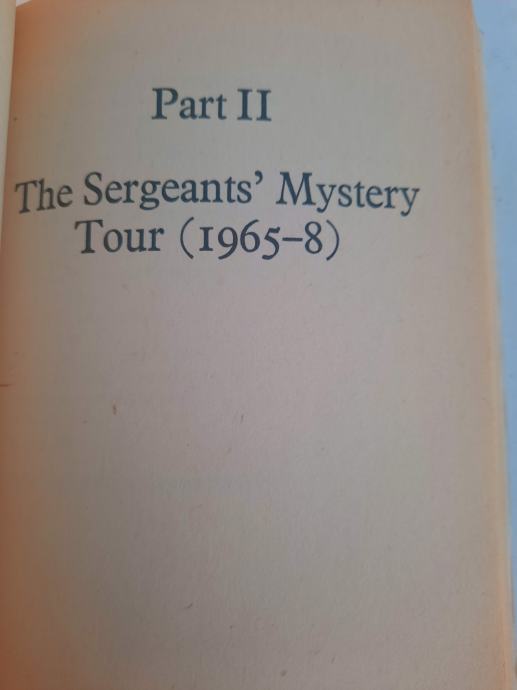 Part II
The Sergeants’ Mystery
Tour (1965–8)